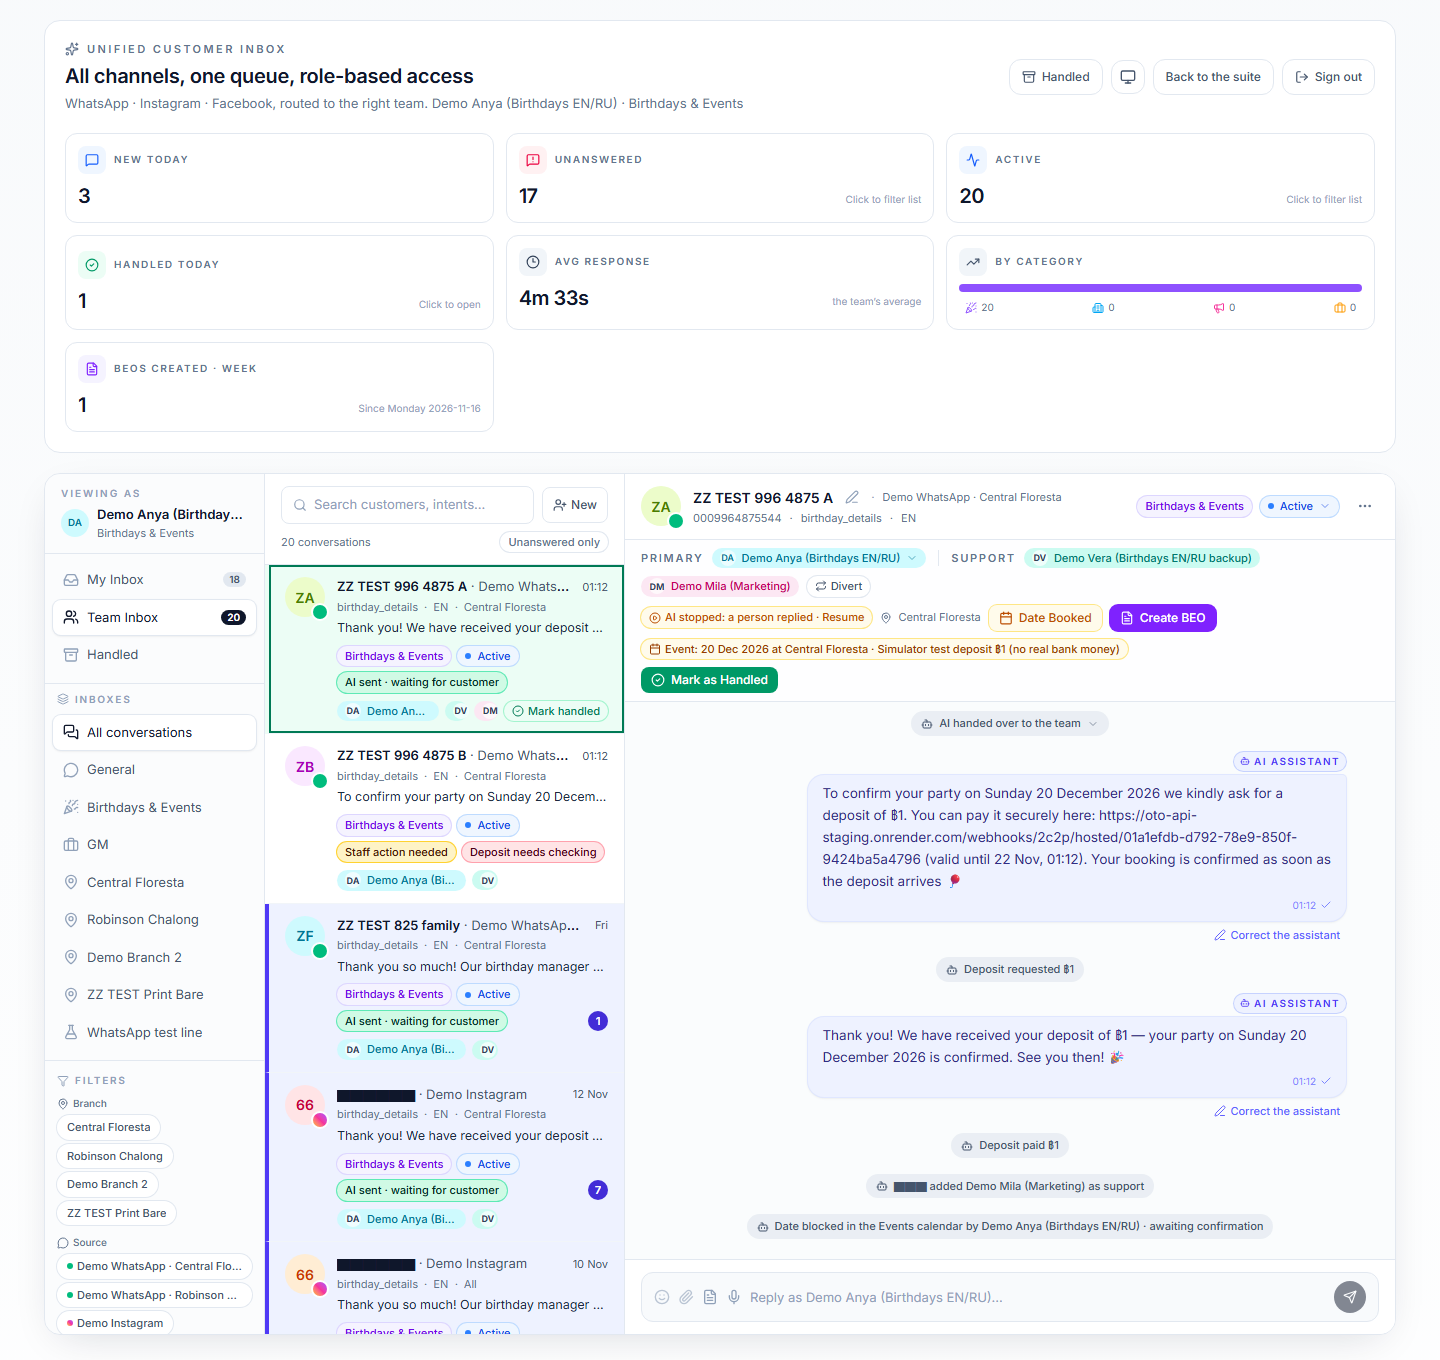 UNIFIED CUSTOMER INBOX
All channels, one queue, role-based access
WhatsApp · Instagram · Facebook, routed to the right team. Demo Anya (Birthdays EN/RU) · Birthdays & Events
Handled
Back to the suite
Sign out
NEW TODAY
3
UNANSWERED
17
Click to filter list
ACTIVE
20
Click to filter list
HANDLED TODAY
1
Click to open
AVG RESPONSE
4m 33s
the team's average
BY CATEGORY
20
0
0
0
BEOS CREATED · WEEK
1
Since Monday 2026-11-16
VIEWING AS
DA
Demo Anya (Birthday...
Birthdays & Events
My Inbox 18
Team Inbox 20
Handled
INBOXES
All conversations
General
Birthdays & Events
GM
Central Floresta
Robinson Chalong
Demo Branch 2
ZZ TEST Print Bare
WhatsApp test line
FILTERS
Branch
Central Floresta
Robinson Chalong
Demo Branch 2
ZZ TEST Print Bare
Source
Demo WhatsApp · Central Flo...
Demo WhatsApp · Robinson ...
Demo Instagram
Search customers, intents...
New
20 conversations
Unanswered only
ZA
ZZ TEST 996 4875 A · Demo Whats... 01:12
birthday_details · EN · Central Floresta
Thank you! We have received your deposit ...
Birthdays & Events Active
AI sent · waiting for customer
DA Demo An... DV DM Mark handled
ZB
ZZ TEST 996 4875 B · Demo Whats... 01:12
birthday_details · EN · Central Floresta
To confirm your party on Sunday 20 Decem...
Birthdays & Events Active
Staff action needed Deposit needs checking
DA Demo Anya (Bi... DV
ZF
ZZ TEST 825 family · Demo WhatsAp... Fri
birthday_details · EN · Central Floresta
Thank you so much! Our birthday manager ...
Birthdays & Events Active
AI sent · waiting for customer 1
DA Demo Anya (Bi... DV
66
· Demo Instagram 12 Nov
birthday_details · EN · Central Floresta
Thank you! We have received your deposit ...
Birthdays & Events Active
AI sent · waiting for customer 7
DA Demo Anya (Bi... DV
66
· Demo Instagram 10 Nov
birthday_details · EN · All
Thank you so much! Our birthday manager ...
Birthdays & Events Active
ZA
ZZ TEST 996 4875 A · Demo WhatsApp · Central Floresta
0009964875544 · birthday_details · EN
Birthdays & Events Active
PRIMARY DA Demo Anya (Birthdays EN/RU) SUPPORT DV Demo Vera (Birthdays EN/RU backup)
DM Demo Mila (Marketing) Divert
AI stopped: a person replied · Resume Central Floresta Date Booked Create BEO
Event: 20 Dec 2026 at Central Floresta · Simulator test deposit ฿1 (no real bank money)
Mark as Handled
AI handed over to the team
AI ASSISTANT
To confirm your party on Sunday 20 December 2026 we kindly ask for a
deposit of ฿1. You can pay it securely here: https://oto-api-
staging.onrender.com/webhooks/2c2p/hosted/01a1efdb-d792-78e9-850f-
9424ba5a4796 (valid until 22 Nov, 01:12). Your booking is confirmed as soon as
the deposit arrives 🎈
01:12
Correct the assistant
Deposit requested ฿1
AI ASSISTANT
Thank you! We have received your deposit of ฿1 — your party on Sunday 20
December 2026 is confirmed. See you then! 🎉
01:12
Correct the assistant
Deposit paid ฿1
added Demo Mila (Marketing) as support
Date blocked in the Events calendar by Demo Anya (Birthdays EN/RU) · awaiting confirmation
Reply as Demo Anya (Birthdays EN/RU)...